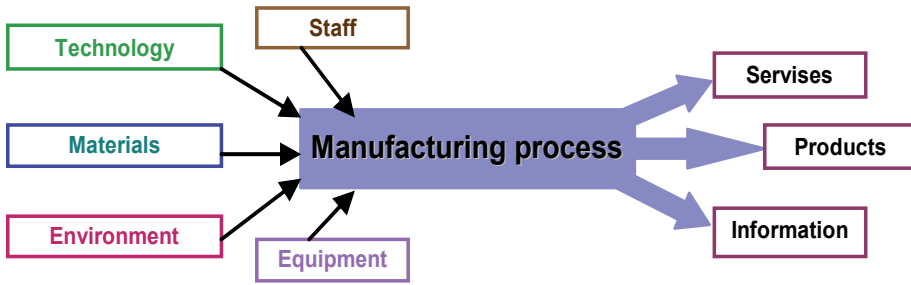 Staff
Technology
Servises
Materials
Manufacturing process
Products
Environment
Information
Equipment